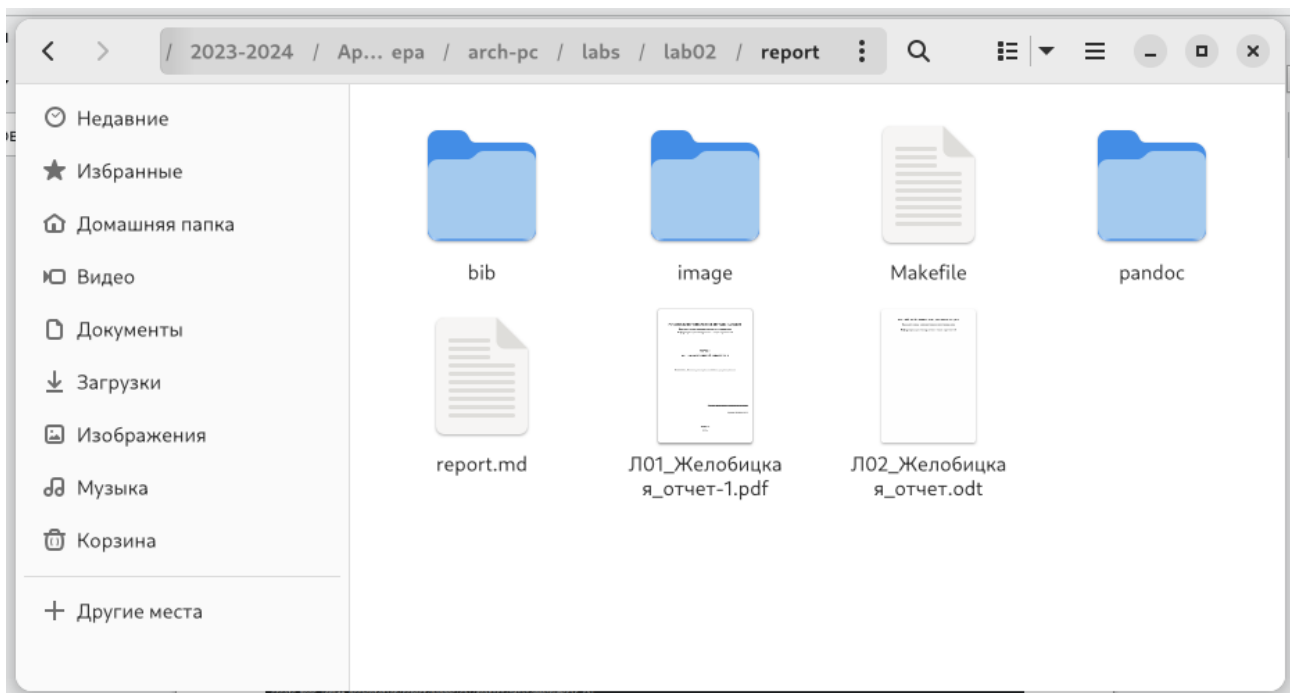 / 2023-2024 / Ар... ера / arch-pc / labs / lab02 / report
Недавние
Избранные
Домашняя папка
Видео
Документы
Загрузки
Изображения
Музыка
Корзина
Другие места
bib
image
Makefile
pandoc
report.md
Л01_Желобицка
я_отчет-1.pdf
Л02_Желобицка
я_отчет.odt